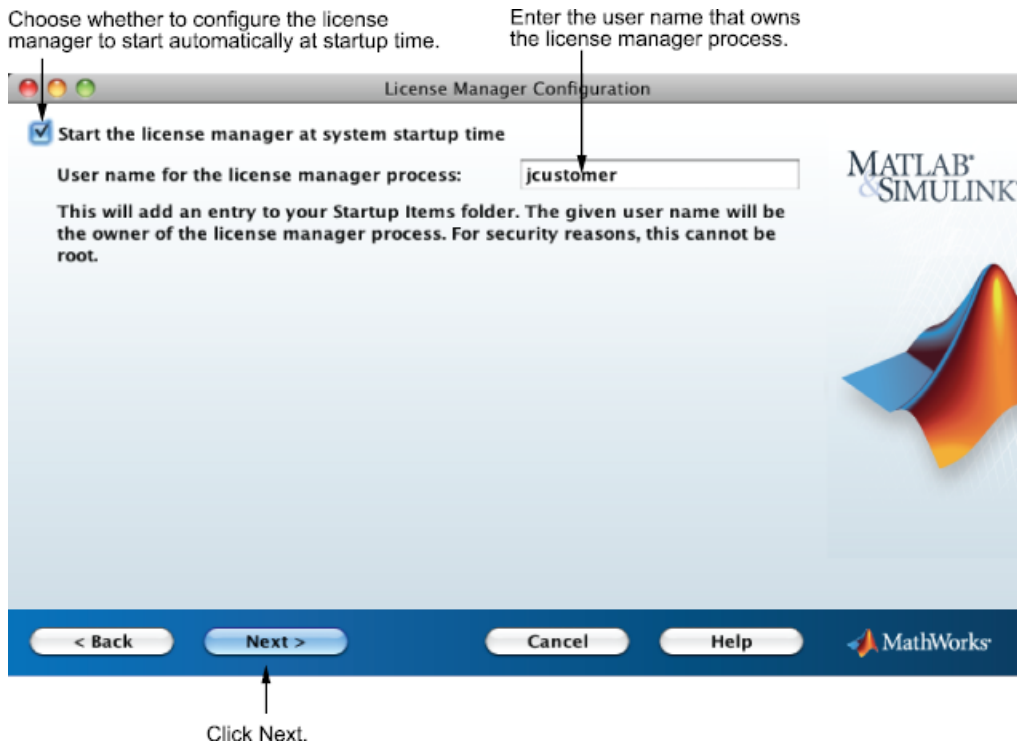 Choose whether to configure the license
manager to start automatically at startup time.
Enter the user name that owns
the license manager process.
License Manager Configuration
Start the license manager at system startup time
User name for the license manager process:
jcustomer
This will add an entry to your Startup Items folder. The given user name will be
the owner of the license manager process. For security reasons, this cannot be
root.
MATLAB®
&SIMULINK®
< Back
Next >
Cancel
Help
MathWorks®
Click Next.